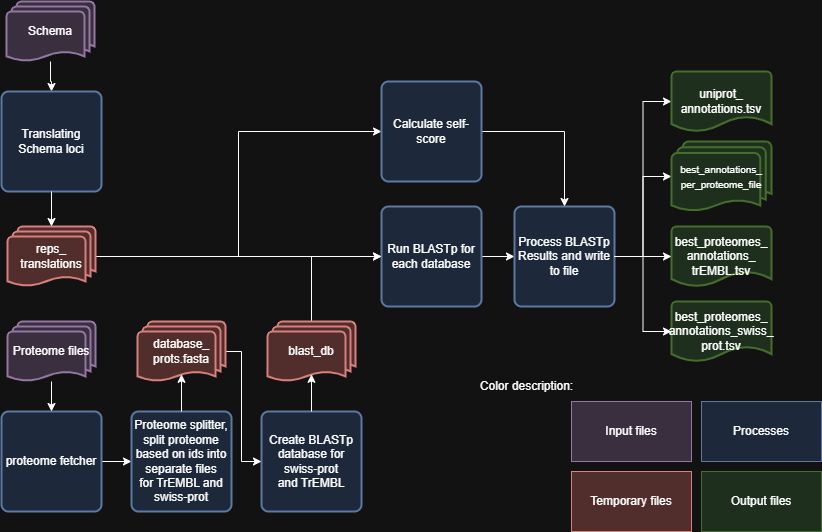 Schema
Translating
Schema loci
reps_
translations
Calculate self-
score
Run BLASTp for
each database
Process BLASTp
Results and write
to file
uniprot_
annotations.tsv
best_annotations_
per_proteome_file
best_proteomes_
annotations_
trEMBL.tsv
best_proteomes_
annotations_swiss_
prot.tsv
Proteome files
database_
prots.fasta
blast_db
proteome fetcher
Proteome splitter,
split proteome
based on ids into
separate files
for TrEMBL and
swiss-prot
Create BLASTp
database for
swiss-prot
and TrEMBL
Color description:
Input files
Processes
Temporary files
Output files